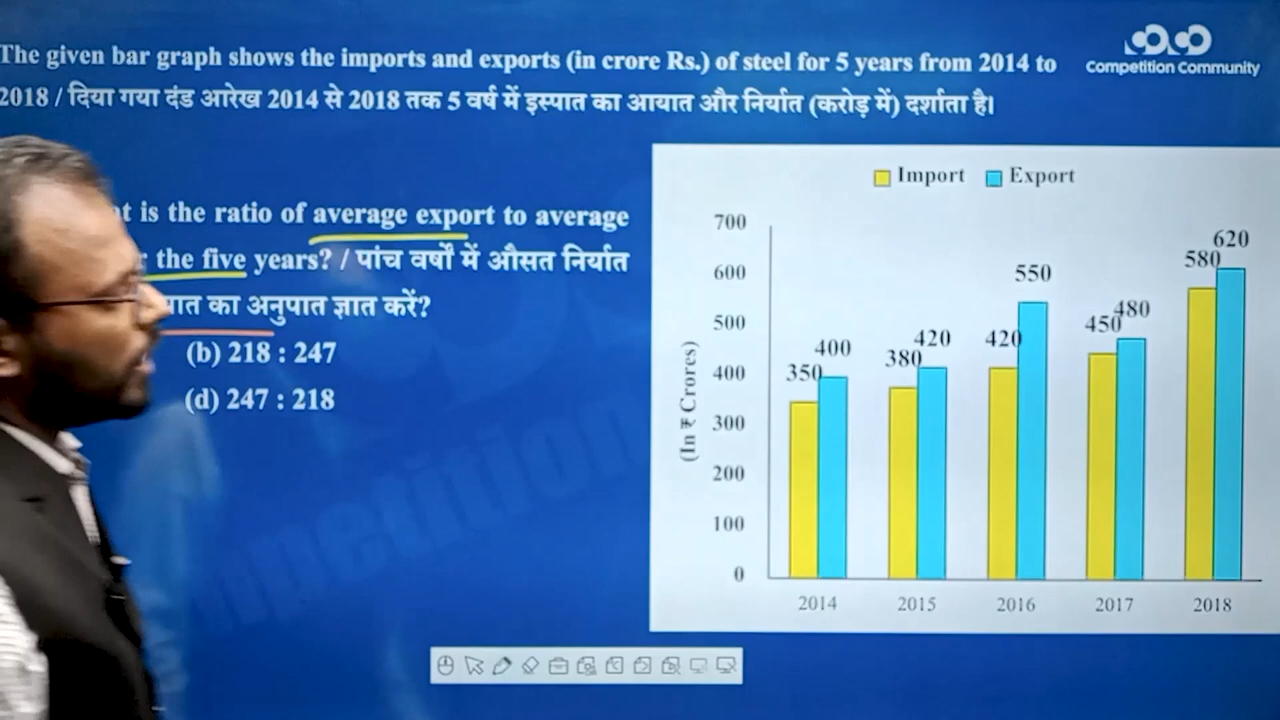 The given bar graph shows the imports and exports (in crore Rs.) of steel for 5 years from 2014 to
2018 / दिया गया दंड आरेख 2014 से 2018 तक 5 वर्ष में इस्पात का आयात और निर्यात (करोड़ में) दर्शाता है।
Competition Community
is the ratio of average export to average
the five years? / पांच वर्षों में औसत निर्यात
का अनुपात ज्ञात करें?
(b) 218 : 247
(d) 247 : 218
Import Export
(In ₹ Crores)
700
600
500
400
300
200
100
0
350 400
380 420
420 550
450 480
580 620
2014 2015 2016 2017 2018